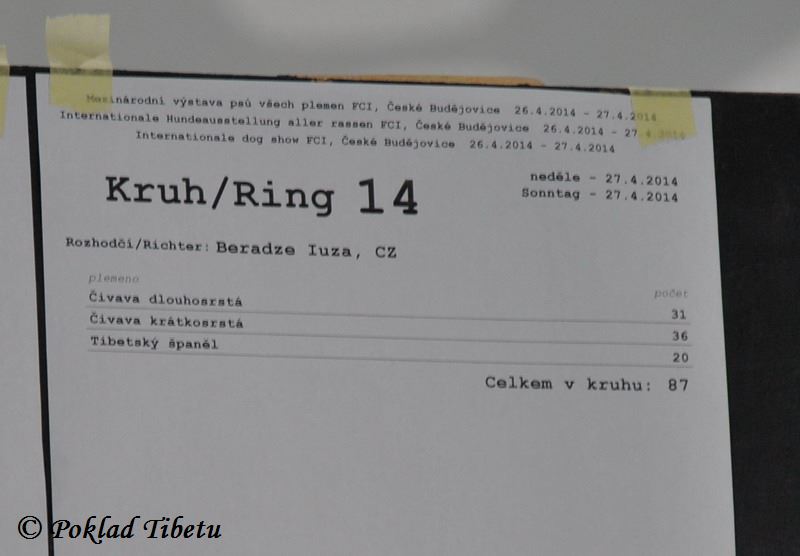 Mezinárodní výstava psů všech plemen FCI, České Budějovice 26.4.2014 - 27.4.2014
Internationale Hundeausstellung aller rassen FCI, České Budějovice 26.4.2014 - 27.4.2014
Internationale dog show FCI, České Budějovice 26.4.2014 - 27.4.2014
Kruh/Ring 14
neděle - 27.4.2014
Sonntag - 27.4.2014
Rozhodčí/Richter: Beradze Iuza, CZ
plemeno počet
Čivava dlouhosrstá 31
Čivava krátkosrstá 36
Tibetský španěl 20
Celkem v kruhu: 87
© Poklad Tibetu